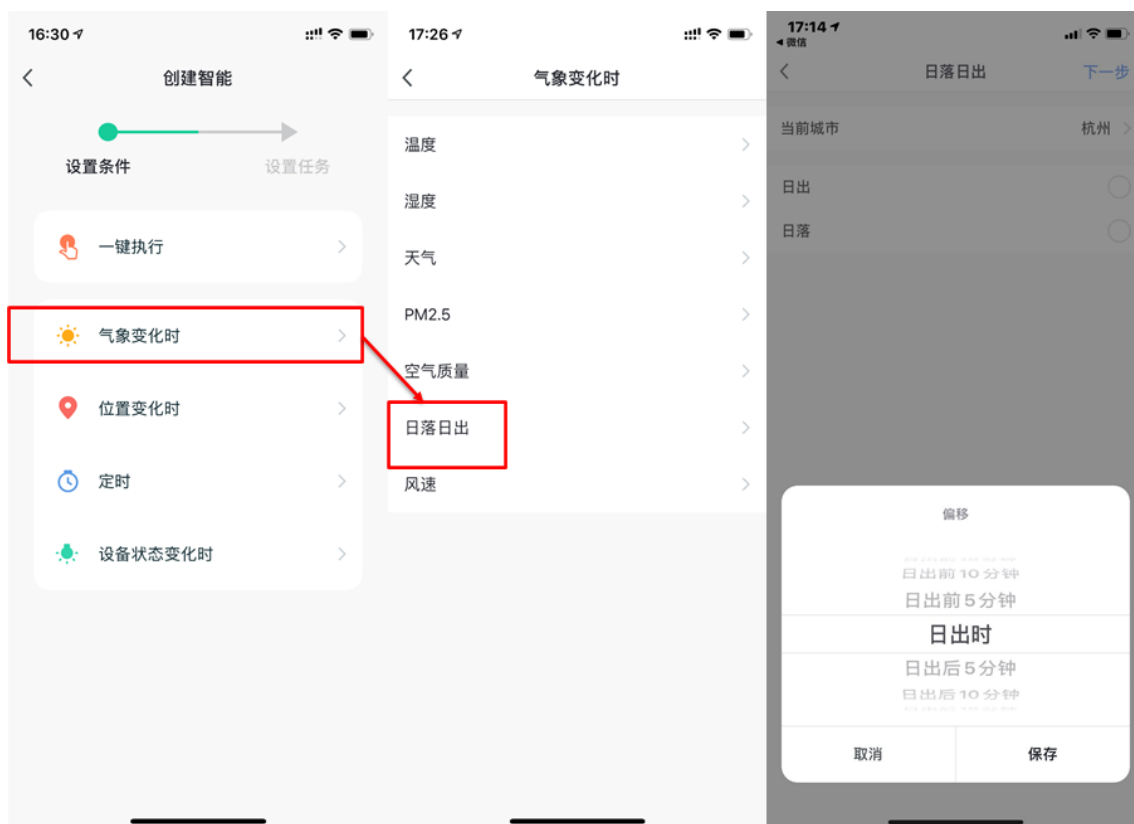 16:30
创建智能
设置条件
设置任务
一键执行
气象变化时
位置变化时
定时
设备状态变化时
17:26
气象变化时
温度
湿度
天气
PM2.5
空气质量
日落日出
风速
17:14
微信
日落日出
下一步
当前城市
杭州
日出
日落
偏移
日出前10分钟
日出前5分钟
日出时
日出后5分钟
日出后10分钟
取消
保存